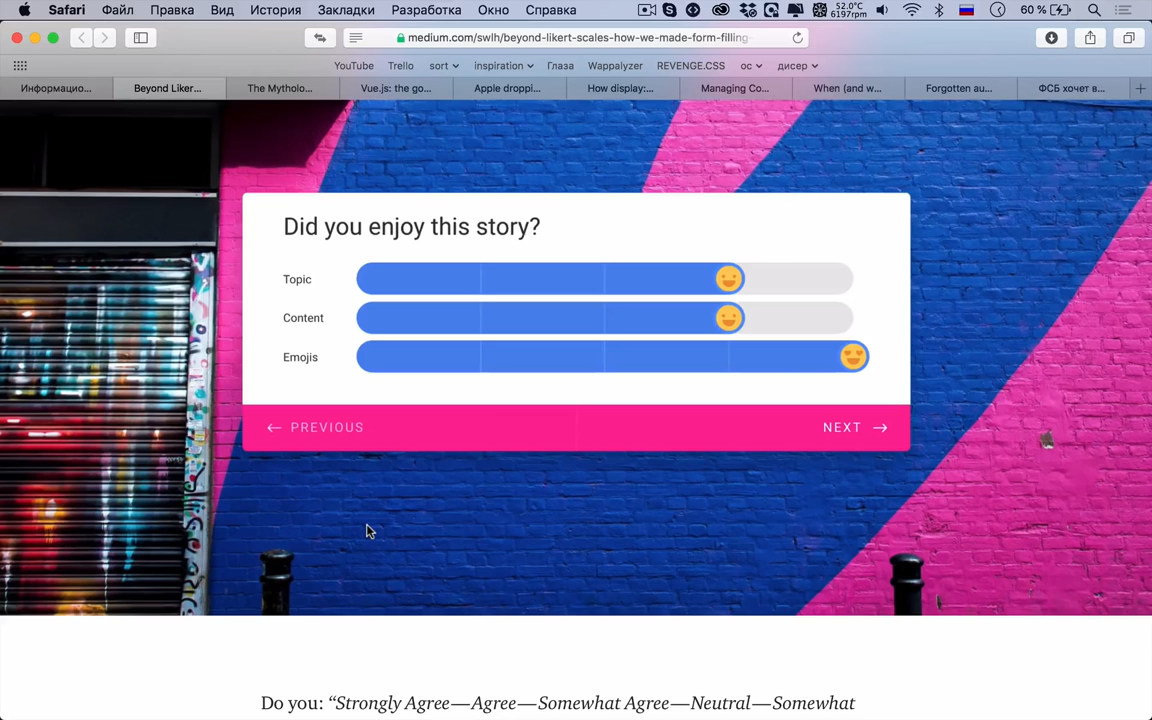 Safari Файл Правка Вид История Закладки Разработка Окно Справка 52.0°C 6197rpm 60 %
medium.com/swlh/beyond-likert-scales-how-we-made-form-filling-
YouTube Trello sort inspiration Глаза Wappalyzer REVENGE.CSS ос дисер
Информацио... Beyond Liker... The Mytholo... Vue.js: the go... Apple droppi... How display:... Managing Co... When (and w... Forgotten au... ФСБ хочет в...
Did you enjoy this story?
Topic
Content
Emojis
← PREVIOUS NEXT →
Do you: “Strongly Agree—Agree—Somewhat Agree—Neutral—Somewhat